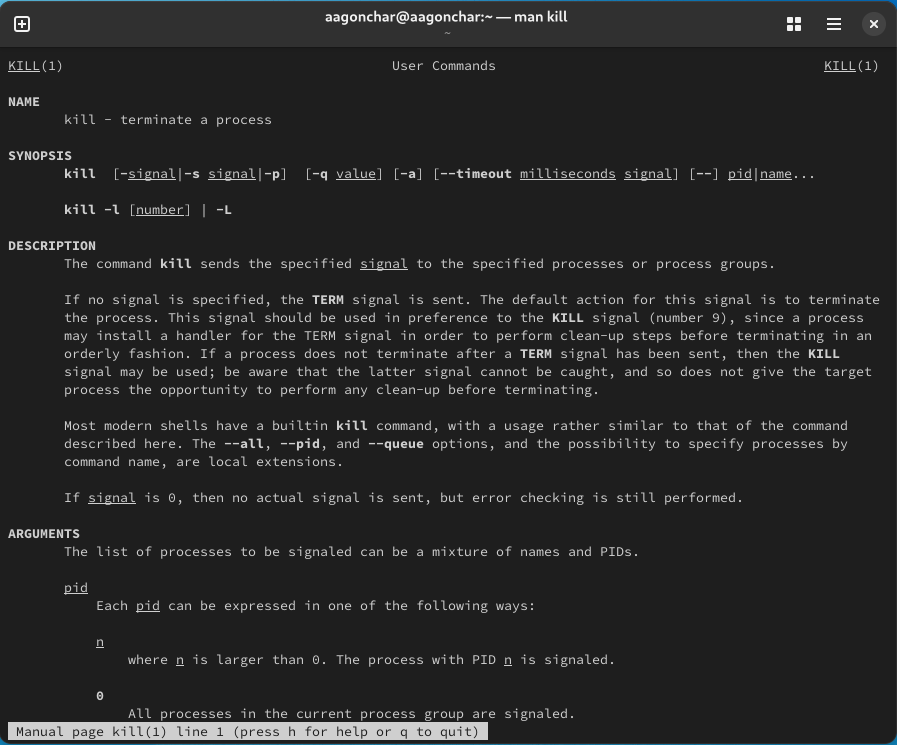 aagonchar@aagonchar:~ — man kill
~
KILL(1) User Commands KILL(1)
NAME
kill - terminate a process
SYNOPSIS
kill [-signal|-s signal|-p] [-q value] [-a] [--timeout milliseconds signal] [--] pid|name...
kill -l [number] | -L
DESCRIPTION
The command kill sends the specified signal to the specified processes or process groups.
If no signal is specified, the TERM signal is sent. The default action for this signal is to terminate
the process. This signal should be used in preference to the KILL signal (number 9), since a process
may install a handler for the TERM signal in order to perform clean-up steps before terminating in an
orderly fashion. If a process does not terminate after a TERM signal has been sent, then the KILL
signal may be used; be aware that the latter signal cannot be caught, and so does not give the target
process the opportunity to perform any clean-up before terminating.
Most modern shells have a builtin kill command, with a usage rather similar to that of the command
described here. The --all, --pid, and --queue options, and the possibility to specify processes by
command name, are local extensions.
If signal is 0, then no actual signal is sent, but error checking is still performed.
ARGUMENTS
The list of processes to be signaled can be a mixture of names and PIDs.
pid
Each pid can be expressed in one of the following ways:
n
where n is larger than 0. The process with PID n is signaled.
0
All processes in the current process group are signaled.
Manual page kill(1) line 1 (press h for help or q to quit)